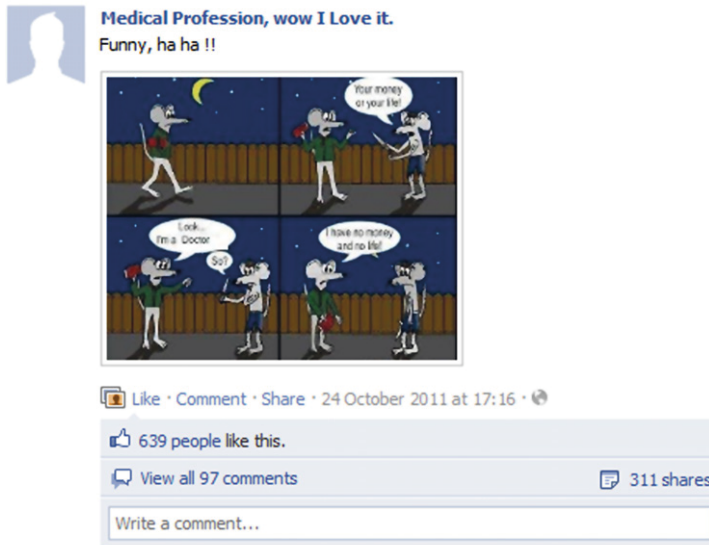 Medical Profession, wow I Love it.
Funny, ha ha !!
Your money
or your life!
Look...
I'm a Doctor
So?
I have no money
and no life!
Like · Comment · Share · 24 October 2011 at 17:16 ·
639 people like this.
View all 97 comments
311 shares
Write a comment...